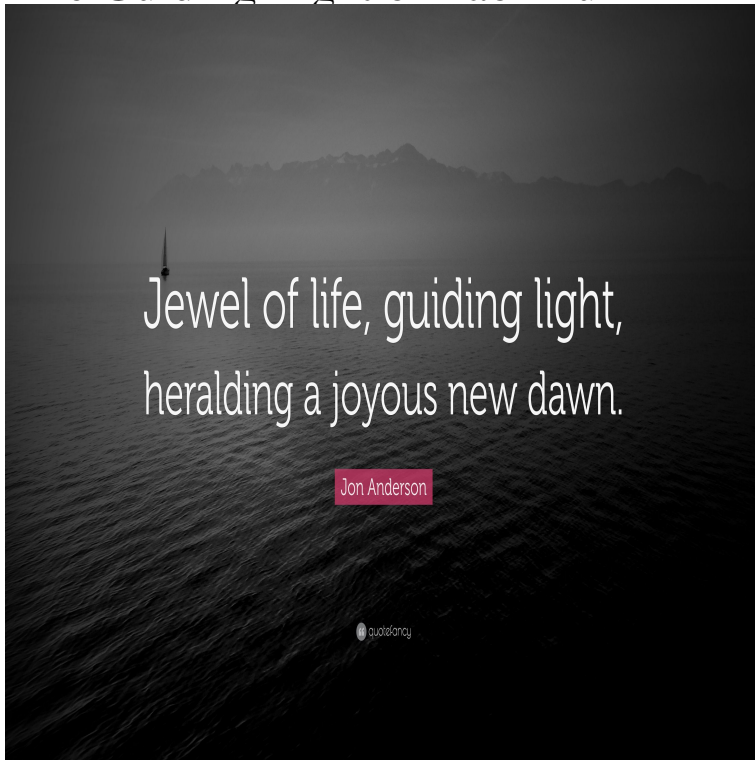 Jewel of life, guiding light,
heralding a joyous new dawn.
Jon Anderson
quotefancy